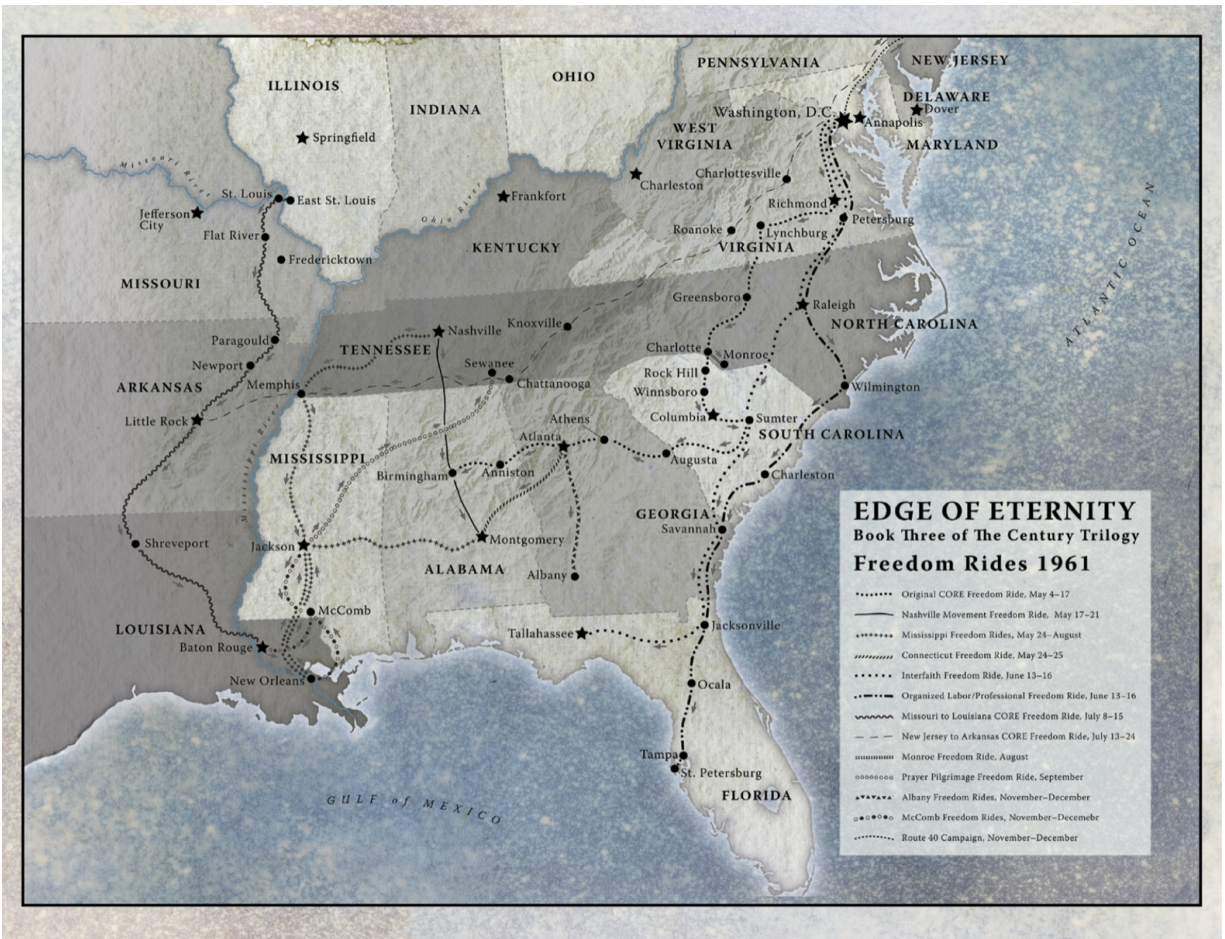 PENNSYLVANIA
NEW JERSEY
OHIO
ILLINOIS
INDIANA
DELAWARE
Dover
Washington, D.C.
Annapolis
WEST
VIRGINIA
MARYLAND
Springfield
Missouri River
Charlottesville
Charleston
St. Louis
East St. Louis
Frankfort
Richmond
Jefferson
City
Ohio River
Petersburg
Flat River
Roanoke
Lynchburg
KENTUCKY
VIRGINIA
Fredericktown
MISSOURI
ATLANTIC OCEAN
Greensboro
Raleigh
Nashville
Knoxville
NORTH CAROLINA
Paragould
TENNESSEE
Charlotte
Monroe
Sewanee
Newport
Rock Hill
ARKANSAS
Memphis
Chattanooga
Winnsboro
Wilmington
Little Rock
Athens
Columbia
Sumter
Atlanta
SOUTH CAROLINA
Mississippi River
MISSISSIPPI
Augusta
Birmingham
Anniston
Charleston
GEORGIA
Savannah
Shreveport
Jackson
Montgomery
ALABAMA
Albany
McComb
LOUISIANA
Tallahassee
Jacksonville
Baton Rouge
New Orleans
Ocala
Tampa
St. Petersburg
FLORIDA
GULF of MEXICO
EDGE OF ETERNITY
Book Three of The Century Trilogy
Freedom Rides 1961
Original CORE Freedom Ride, May 4–17
Nashville Movement Freedom Ride, May 17–21
Mississippi Freedom Rides, May 24–August
Connecticut Freedom Ride, May 24–25
Interfaith Freedom Ride, June 13–16
Organized Labor/Professional Freedom Ride, June 13–16
Missouri to Louisiana CORE Freedom Ride, July 8–15
New Jersey to Arkansas CORE Freedom Ride, July 13–24
Monroe Freedom Ride, August
Prayer Pilgrimage Freedom Ride, September
Albany Freedom Rides, November–December
McComb Freedom Rides, November–Decemebr
Route 40 Campaign, November–December